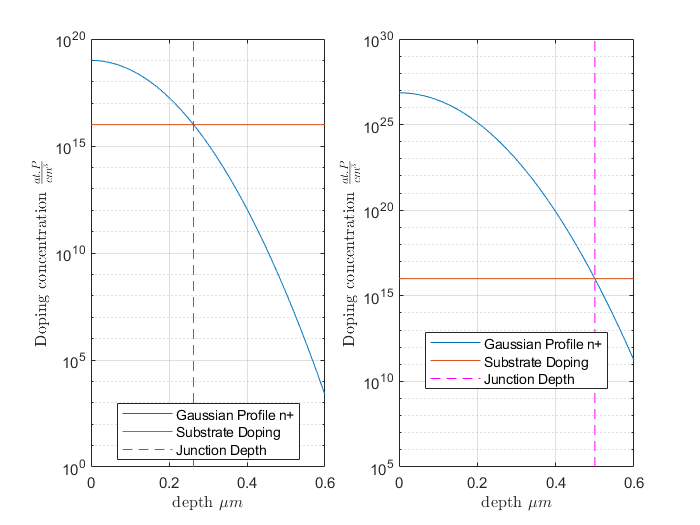 10^20
10^15
10^10
10^5
10^0
Doping concentration at.P/cm^3
0 0.2 0.4 0.6
depth μm
Gaussian Profile n+
Substrate Doping
Junction Depth
10^30
10^25
10^20
10^15
10^10
10^5
Doping concentration at.P/cm^3
0 0.2 0.4 0.6
depth μm
Gaussian Profile n+
Substrate Doping
Junction Depth